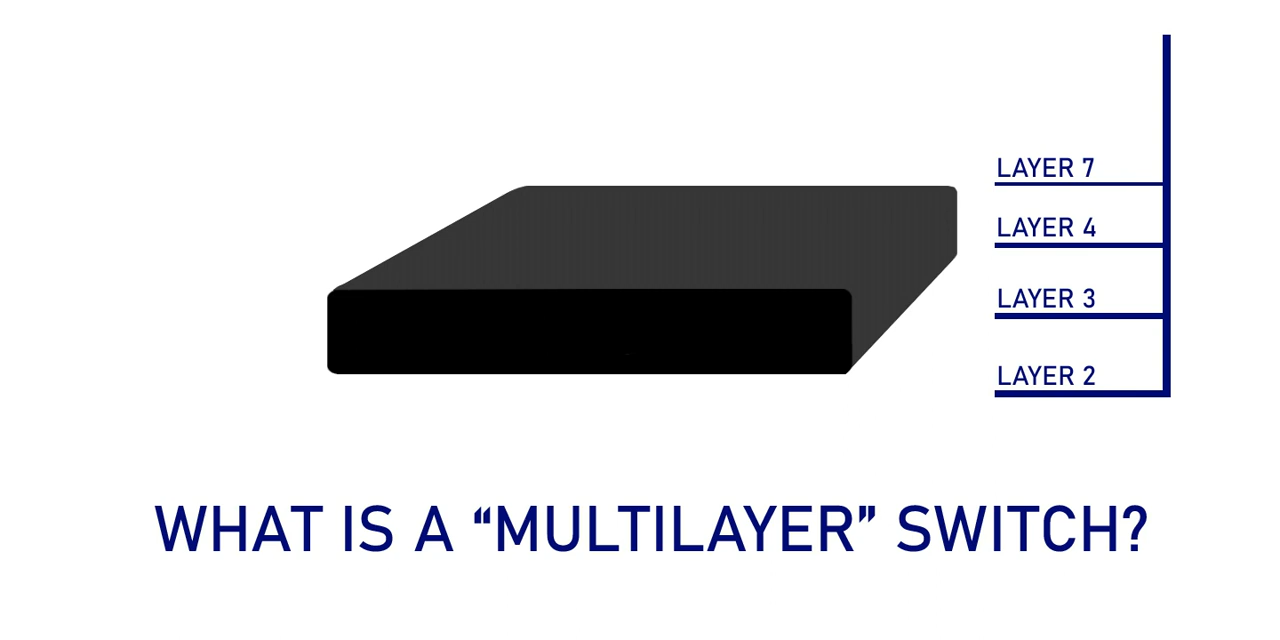 LAYER 7
LAYER 4
LAYER 3
LAYER 2
WHAT IS A “MULTILAYER” SWITCH?